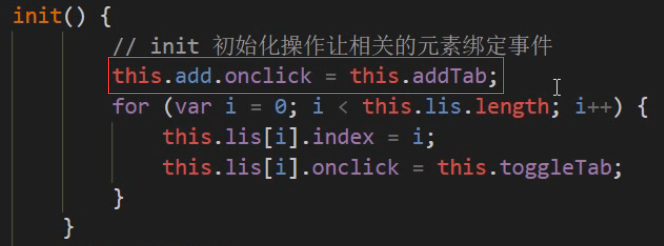 init() {
// init 初始化操作让相关的元素绑定事件
this.add.onclick = this.addTab;
for (var i = 0; i < this.lis.length; i++) {
this.lis[i].index = i;
this.lis[i].onclick = this.toggleTab;
}
}